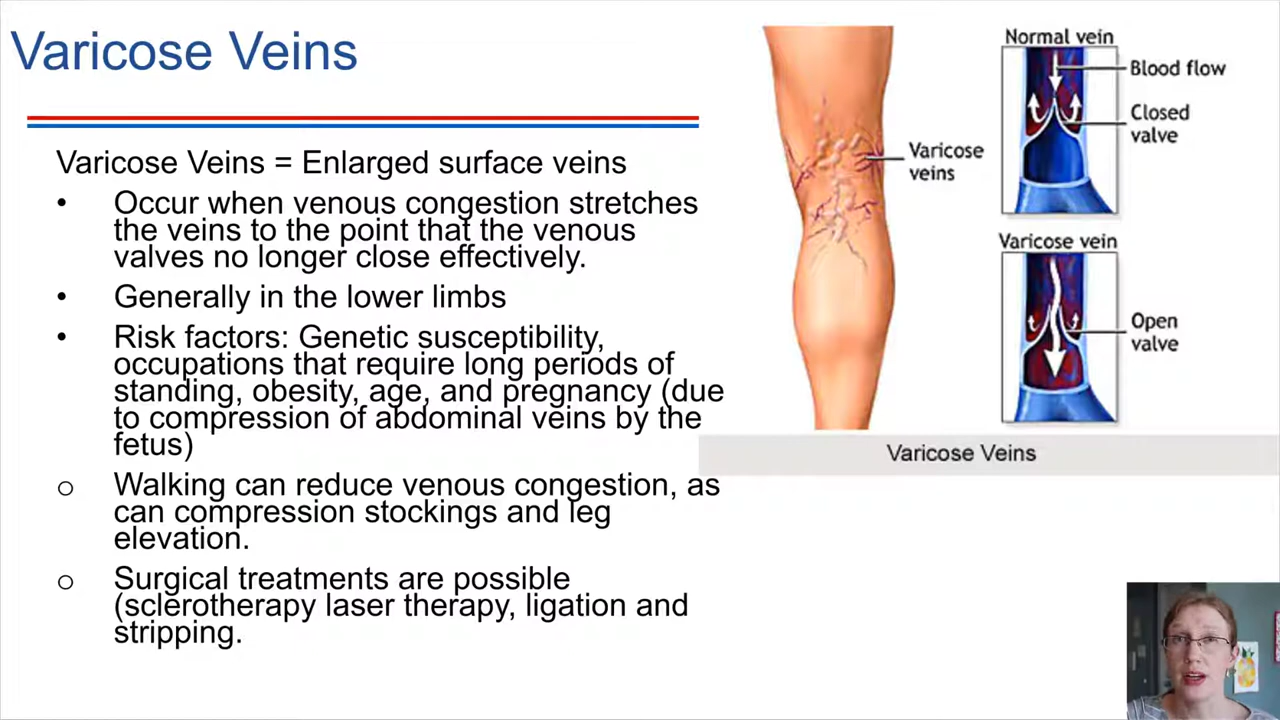 Varicose Veins
Varicose Veins = Enlarged surface veins
• Occur when venous congestion stretches
the veins to the point that the venous
valves no longer close effectively.
• Generally in the lower limbs
• Risk factors: Genetic susceptibility,
occupations that require long periods of
standing, obesity, age, and pregnancy (due
to compression of abdominal veins by the
fetus)
o Walking can reduce venous congestion, as
can compression stockings and leg
elevation.
o Surgical treatments are possible
(sclerotherapy laser therapy, ligation and
stripping.
Varicose
veins
Normal vein
Blood flow
Closed
valve
Varicose vein
Open
valve
Varicose Veins